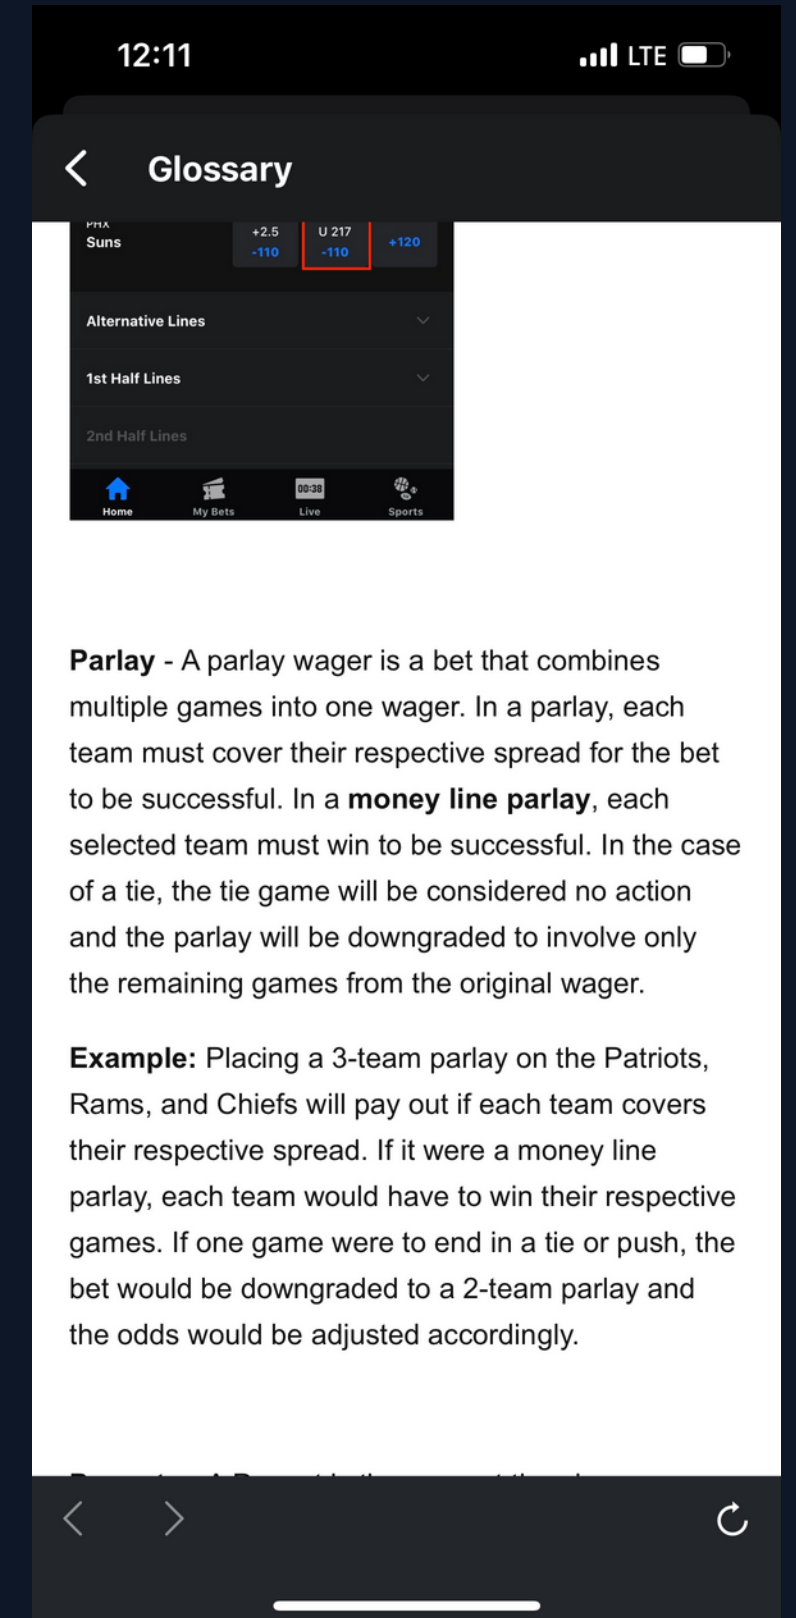 12:11
LTE
Glossary
PHX
+2.5
U 217
Suns
+120
-110
-110
Alternative Lines
1st Half Lines
2nd Half Lines
00:38
Home
My Bets
Live
Sports
Parlay - A parlay wager is a bet that combines
multiple games into one wager. In a parlay, each
team must cover their respective spread for the bet
to be successful. In a money line parlay, each
selected team must win to be successful. In the case
of a tie, the tie game will be considered no action
and the parlay will be downgraded to involve only
the remaining games from the original wager.
Example: Placing a 3-team parlay on the Patriots,
Rams, and Chiefs will pay out if each team covers
their respective spread. If it were a money line
parlay, each team would have to win their respective
games. If one game were to end in a tie or push, the
bet would be downgraded to a 2-team parlay and
the odds would be adjusted accordingly.